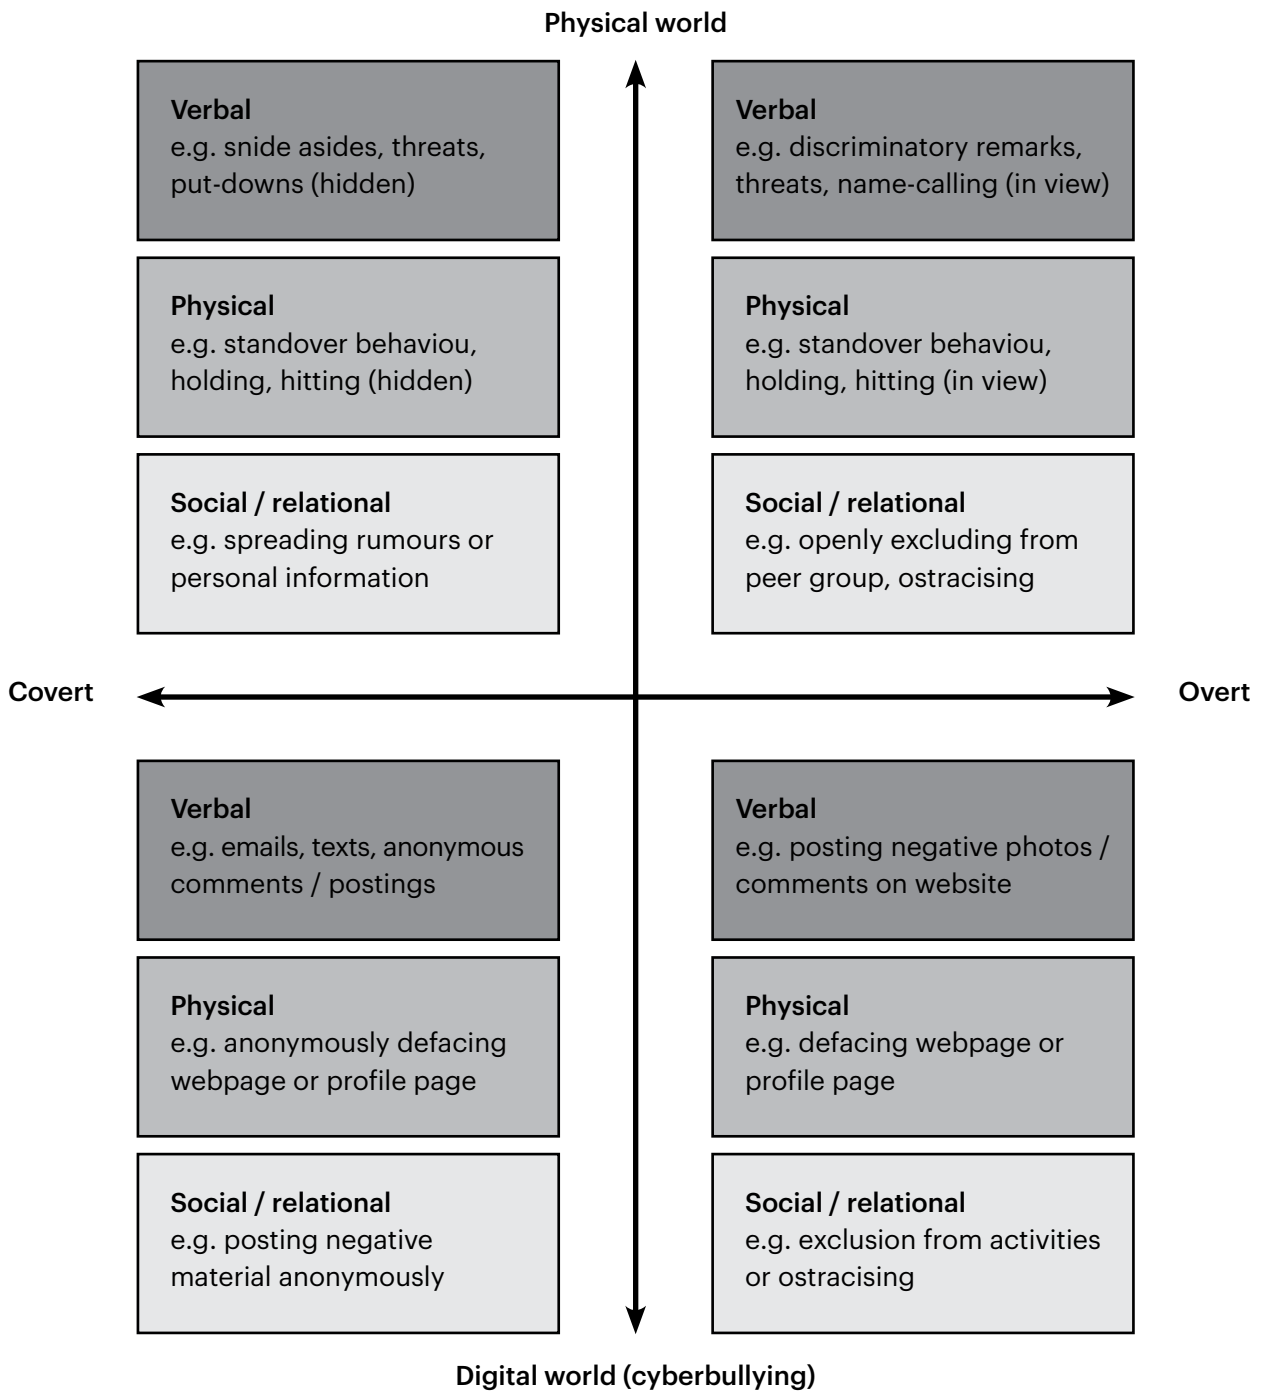 Physical world
Verbal
e.g. snide asides, threats,
put-downs (hidden)
Verbal
e.g. discriminatory remarks,
threats, name-calling (in view)
Physical
e.g. standover behaviou,
holding, hitting (hidden)
Physical
e.g. standover behaviou,
holding, hitting (in view)
Social / relational
e.g. spreading rumours or
personal information
Social / relational
e.g. openly excluding from
peer group, ostracising
Covert
Overt
Verbal
e.g. emails, texts, anonymous
comments / postings
Verbal
e.g. posting negative photos /
comments on website
Physical
e.g. anonymously defacing
webpage or profile page
Physical
e.g. defacing webpage or
profile page
Social / relational
e.g. posting negative
material anonymously
Social / relational
e.g. exclusion from activities
or ostracising
Digital world (cyberbullying)